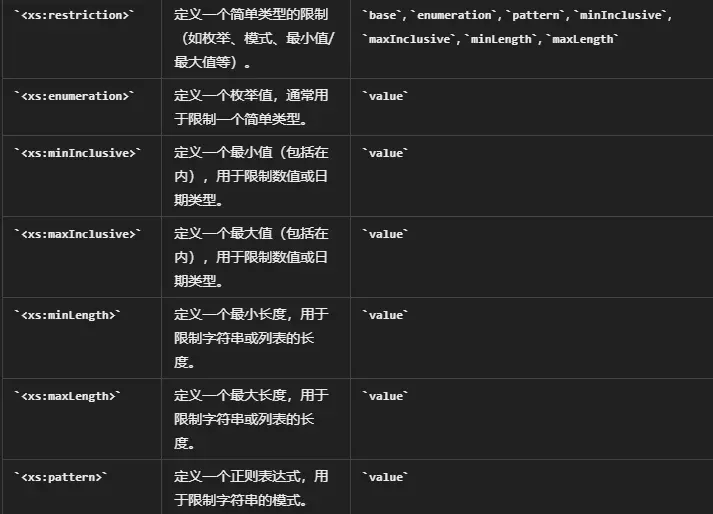 `<xs:restriction>`
定义一个简单类型的限制
（如枚举、模式、最小值/
最大值等）。
`base`,`enumeration`,`pattern`,`minInclusive`,
`maxInclusive`,`minLength`,`maxLength`
`<xs:enumeration>`
定义一个枚举值，通常用
于限制一个简单类型。
`value`
`<xs:minInclusive>`
定义一个最小值（包括在
内），用于限制数值或日
期类型。
`value`
`<xs:maxInclusive>`
定义一个最大值（包括在
内），用于限制数值或日
期类型。
`value`
`<xs:minLength>`
定义一个最小长度，用于
限制字符串或列表的长
度。
`value`
`<xs:maxLength>`
定义一个最大长度，用于
限制字符串或列表的长
度。
`value`
`<xs:pattern>`
定义一个正则表达式，用
于限制字符串的模式。
`value`